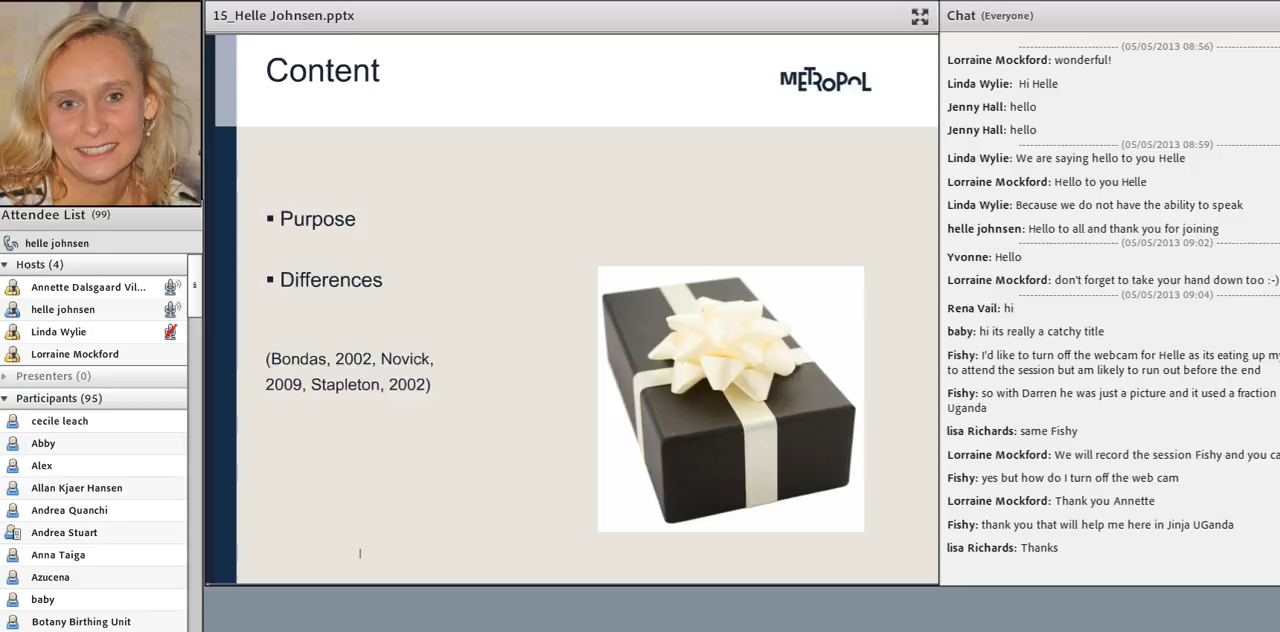 15_Helle Johnsen.pptx
Content
METROPOL
▪ Purpose
▪ Differences
(Bondas, 2002, Novick,
2009, Stapleton, 2002)
Attendee List (99)
helle johnsen
Hosts (4)
Annette Dalsgaard Vil...
helle johnsen
Linda Wylie
Lorraine Mockford
Presenters (0)
Participants (95)
cecile leach
Abby
Alex
Allan Kjaer Hansen
Andrea Quanchi
Andrea Stuart
Anna Taiga
Azucena
baby
Botany Birthing Unit
Chat (Everyone)
(05/05/2013 08:56)
Lorraine Mockford: wonderful!
Linda Wylie: Hi Helle
Jenny Hall: hello
Jenny Hall: hello
(05/05/2013 08:59)
Linda Wylie: We are saying hello to you Helle
Lorraine Mockford: Hello to you Helle
Linda Wylie: Because we do not have the ability to speak
helle johnsen: Hello to all and thank you for joining
(05/05/2013 09:02)
Yvonne: Hello
Lorraine Mockford: don't forget to take your hand down too :-)
(05/05/2013 09:04)
Rena Vail: hi
baby: hi its really a catchy title
Fishy: I'd like to turn off the webcam for Helle as its eating up my
to attend the session but am likely to run out before the end
Fishy: so with Darren he was just a picture and it used a fraction
Uganda
lisa Richards: same Fishy
Lorraine Mockford: We will record the session Fishy and you ca
Fishy: yes but how do I turn off the web cam
Lorraine Mockford: Thank you Annette
Fishy: thank you that will help me here in Jinja UGanda
lisa Richards: Thanks